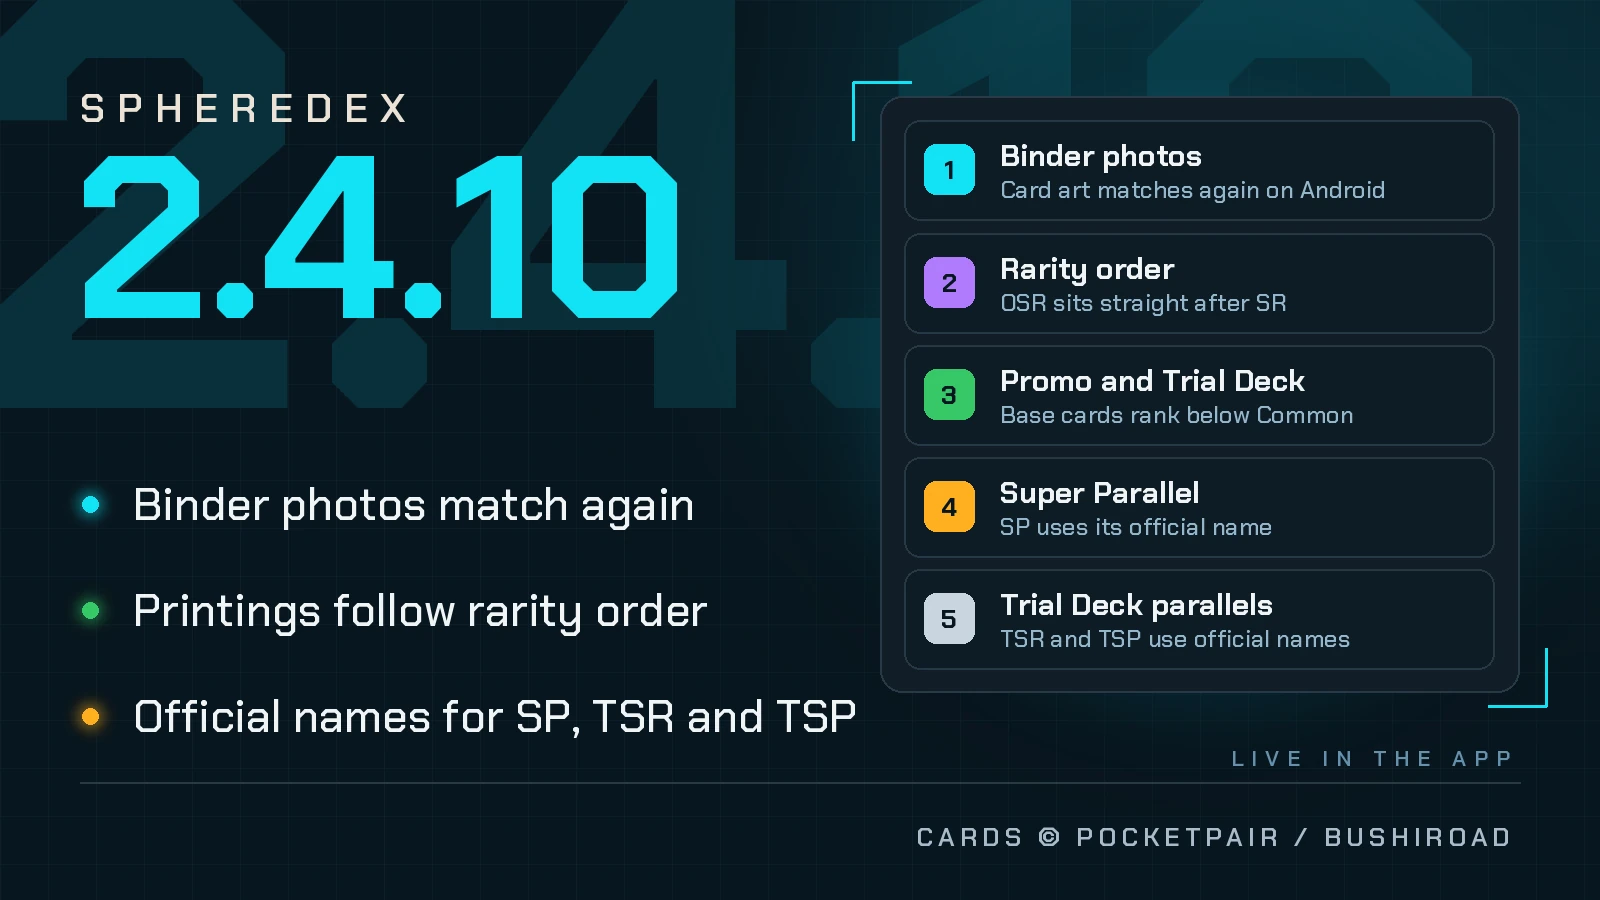 SPHEREDEX
2.4.10
Binder photos match again
Printings follow rarity order
Official names for SP, TSR and TSP
1
Binder photos
Card art matches again on Android
2
Rarity order
OSR sits straight after SR
3
Promo and Trial Deck
Base cards rank below Common
4
Super Parallel
SP uses its official name
5
Trial Deck parallels
TSR and TSP use official names
LIVE IN THE APP
CARDS © POCKETPAIR / BUSHIROAD